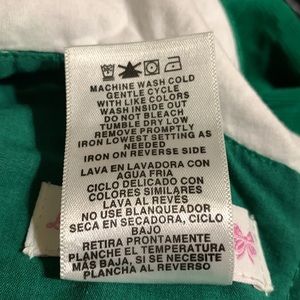 MACHINE WASH COLD
GENTLE CYCLE
WITH LIKE COLORS
WASH INSIDE OUT
DO NOT BLEACH
TUMBLE DRY LOW
REMOVE PROMPTLY
IRON LOWEST SETTING AS
NEEDED
IRON ON REVERSE SIDE
LAVA EN LAVADORA CON
AGUA FRIA
CICLO DELICADO CON
COLORES SIMILARES
LAVA AL REVÉS
NO USE BLANQUEADOR
SECA EN SECADORA, CICLO
BAJO
RETIRA PRONTAMENTE
PLANCHE EL TEMPERATURA
MÁS BAJA, SI SE NECESITE
PLANCHA AL REVERSO